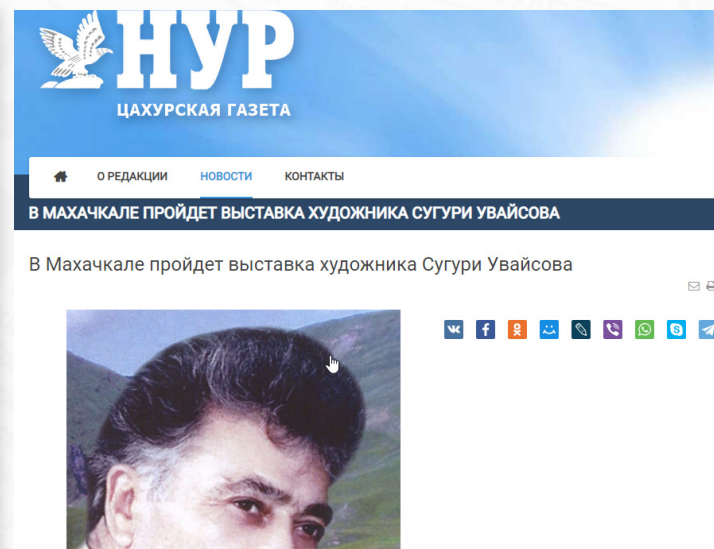 НУР
ЦАХУРСКАЯ ГАЗЕТА
О РЕДАКЦИИ НОВОСТИ КОНТАКТЫ
В МАХАЧКАЛЕ ПРОЙДЕТ ВЫСТАВКА ХУДОЖНИКА СУГУРИ УВАЙСОВА
В Махачкале пройдет выставка художника Сугури Увайсова